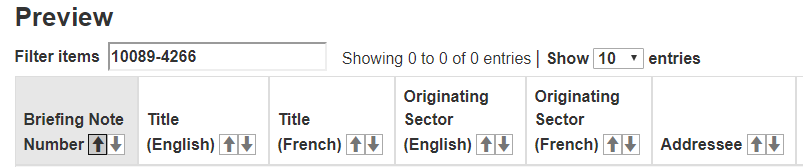 Preview
Filter items 10089-4266 Showing 0 to 0 of 0 entries | Show 10 entries
Briefing Note Number
Title (English)
Title (French)
Originating Sector (English)
Originating Sector (French)
Addressee